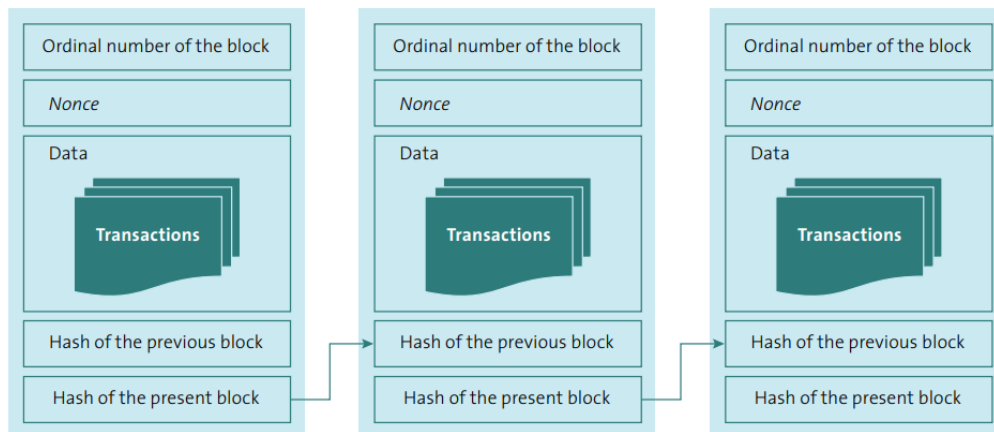 Ordinal number of the block
Nonce
Data
Transactions
Hash of the previous block
Hash of the present block
Ordinal number of the block
Nonce
Data
Transactions
Hash of the previous block
Hash of the present block
Ordinal number of the block
Nonce
Data
Transactions
Hash of the previous block
Hash of the present block